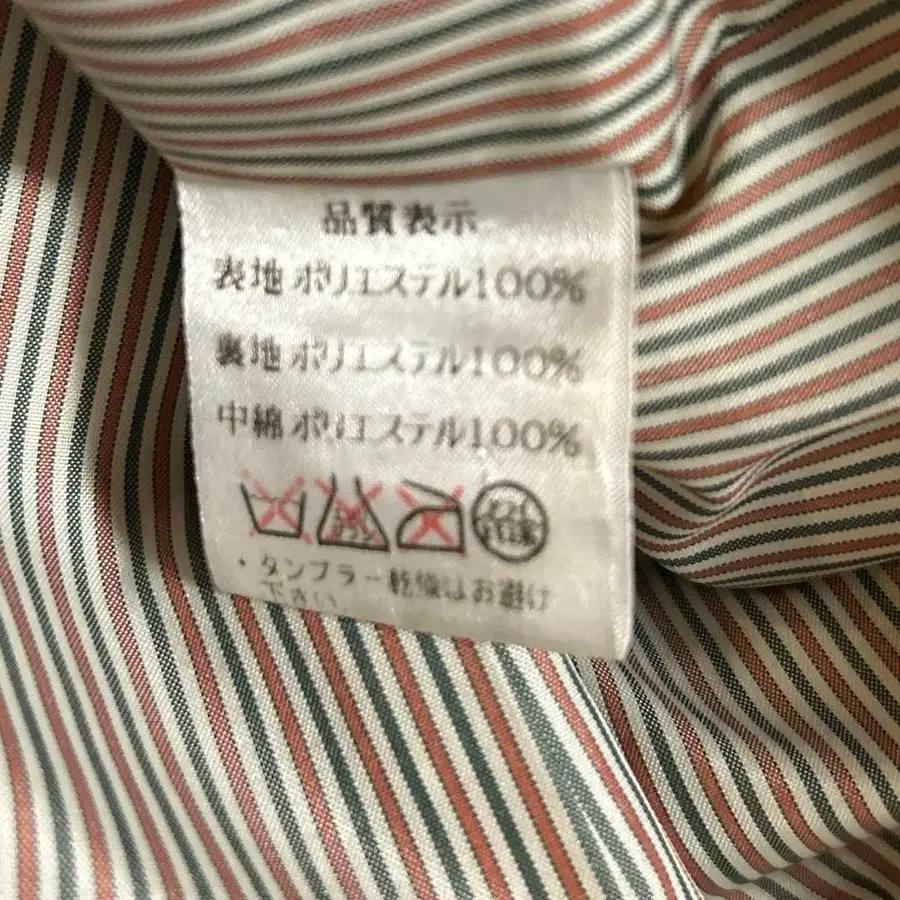 品質表示
表地 ポリエステル100%
裏地 ポリエステル100%
中綿 ポリエステル100%
・タンブラー乾燥はお避け
下さい